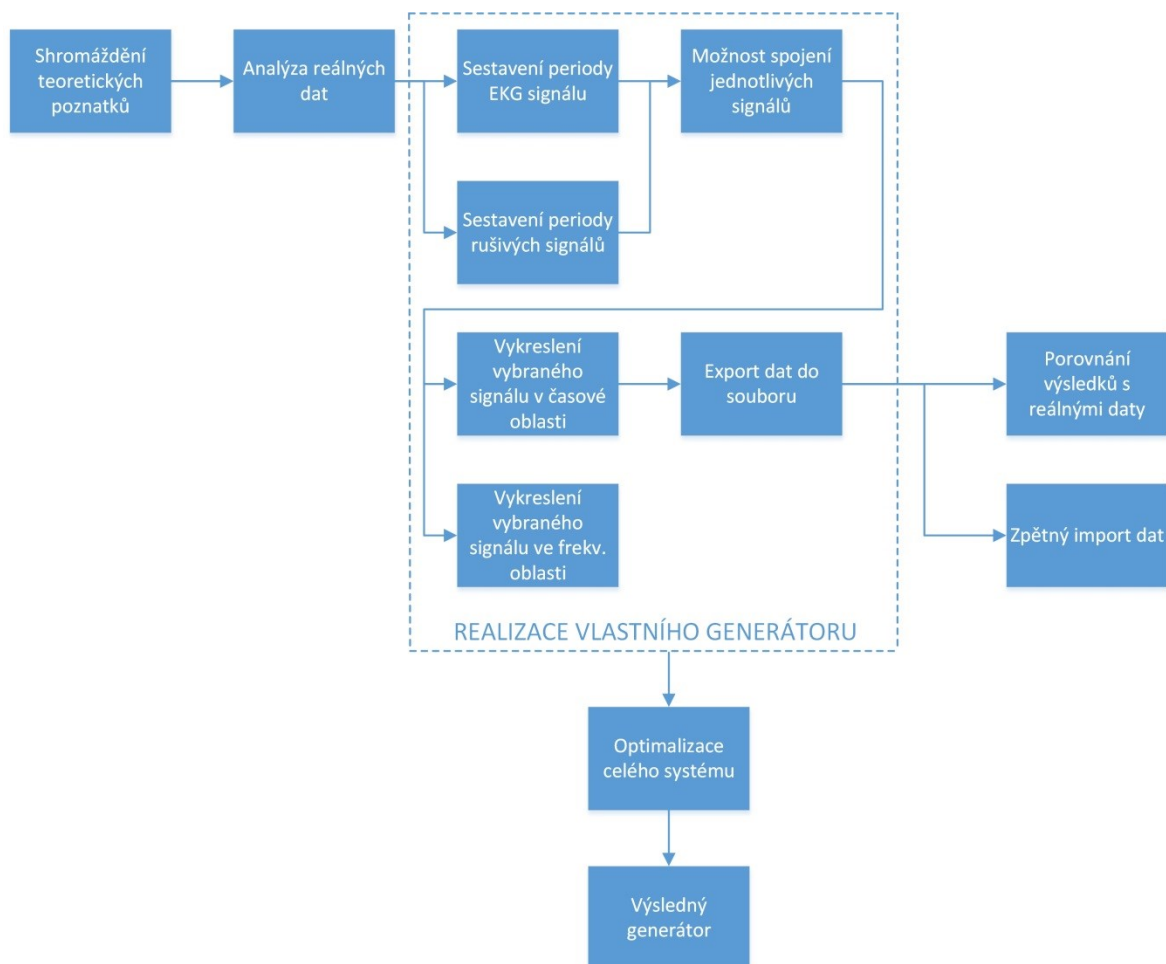 Shromáždění
teoretických
poznatků
Analýza reálných
dat
Sestavení periody
EKG signálu
Možnost spojení
jednotlivých
signálů
Sestavení periody
rušivých signálů
Vykreslení
vybraného
signálu v časové
oblasti
Export dat do
souboru
Porovnání
výsledků s
reálnými daty
Vykreslení
vybraného
signálu ve frekv.
oblasti
Zpětný import dat
REALIZACE VLASTNÍHO GENERÁTORU
Optimalizace
celého systému
Výsledný
generátor